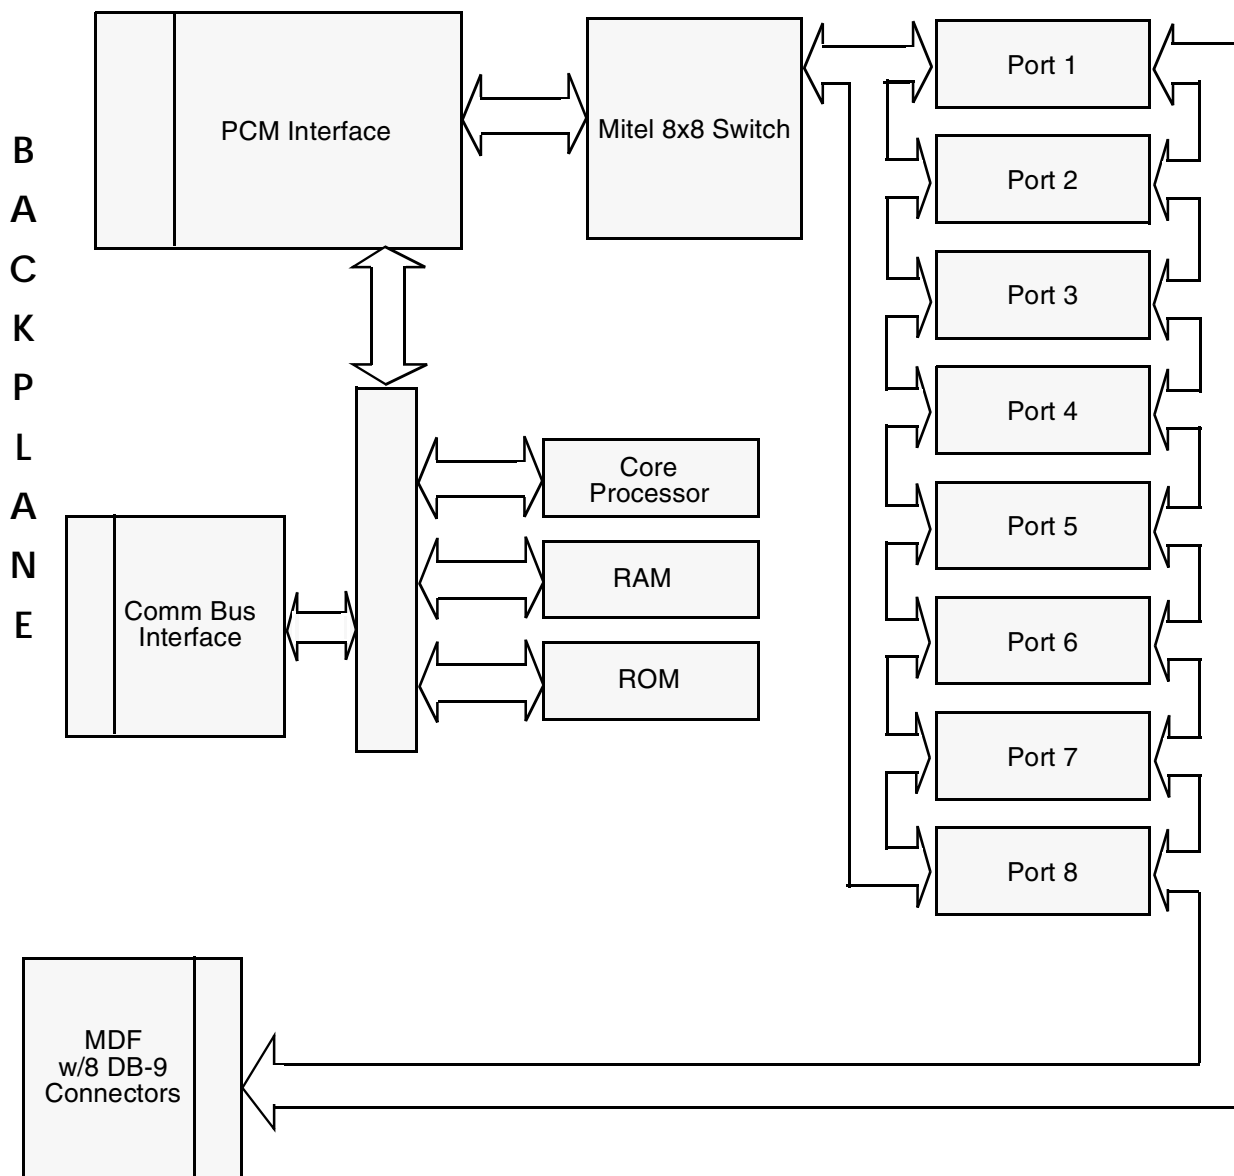 BACKPLANE
PCM Interface
Mitel 8x8 Switch
Port 1
Port 2
Port 3
Port 4
Port 5
Port 6
Port 7
Port 8
Core
Processor
RAM
ROM
Comm Bus
Interface
MDF
w/8 DB-9
Connectors